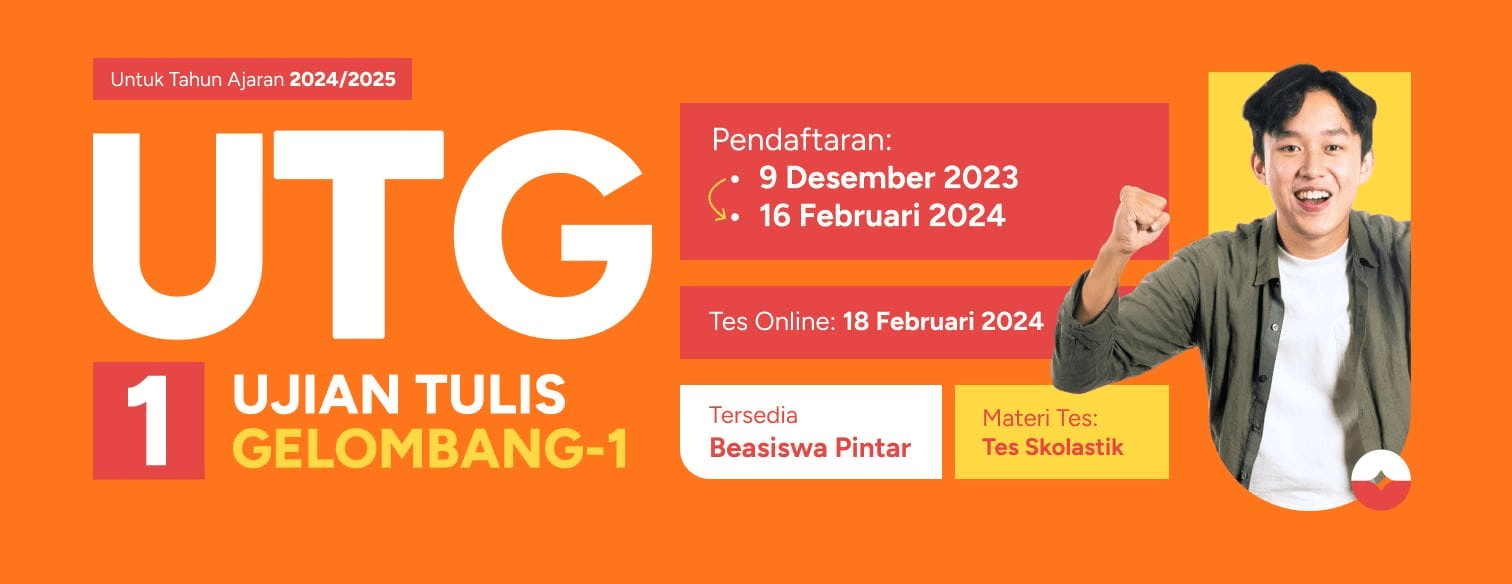 Untuk Tahun Ajaran 2024/2025
UTG
1
UJIAN TULIS
GELOMBANG-1
Pendaftaran:
• 9 Desember 2023
• 16 Februari 2024
Tes Online: 18 Februari 2024
Tersedia
Beasiswa Pintar
Materi Tes:
Tes Skolastik